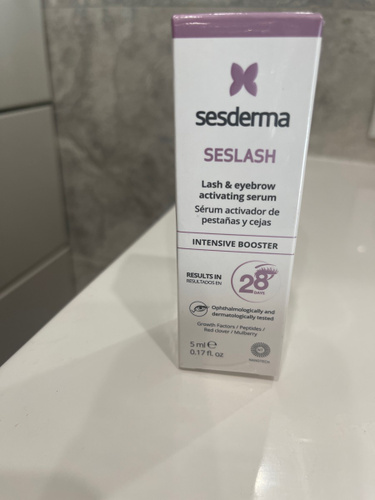 sesderma
SESLASH
Lash & eyebrow
activating serum
Sérum activador de
pestañas y cejas
INTENSIVE BOOSTER
RESULTS IN
RESULTADOS EN
28
DAYS
Ophthalmologically and
dermatologically tested
Growth Factors / Peptides /
Red clover / Mulberry
5 ml ℮
0.17 fl. oz
NANOTECH